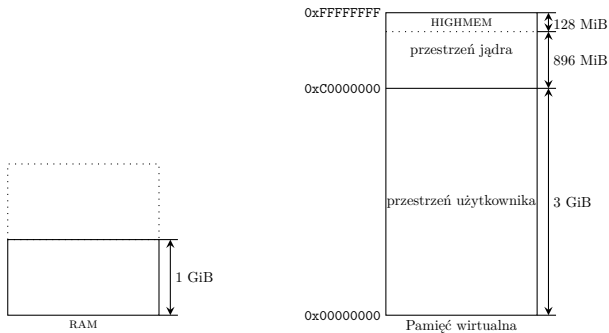 0xFFFFFFFF
HIGHMEM
128 MiB
przestrzeń jądra
896 MiB
0xC0000000
przestrzeń użytkownika
3 GiB
1 GiB
0x00000000
RAM
Pamięć wirtualna